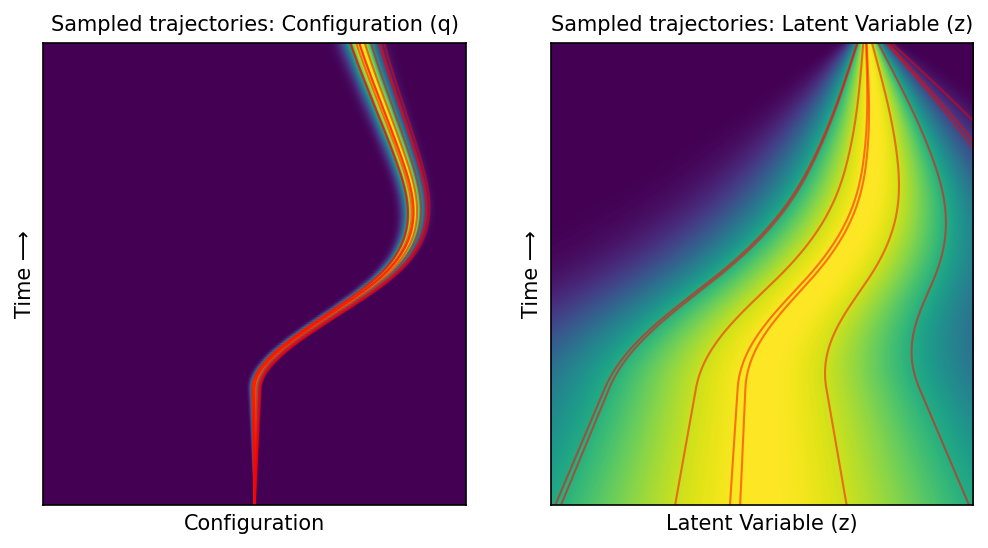 Sampled trajectories: Configuration (q)
Time ⟶
Configuration
Sampled trajectories: Latent Variable (z)
Time ⟶
Latent Variable (z)